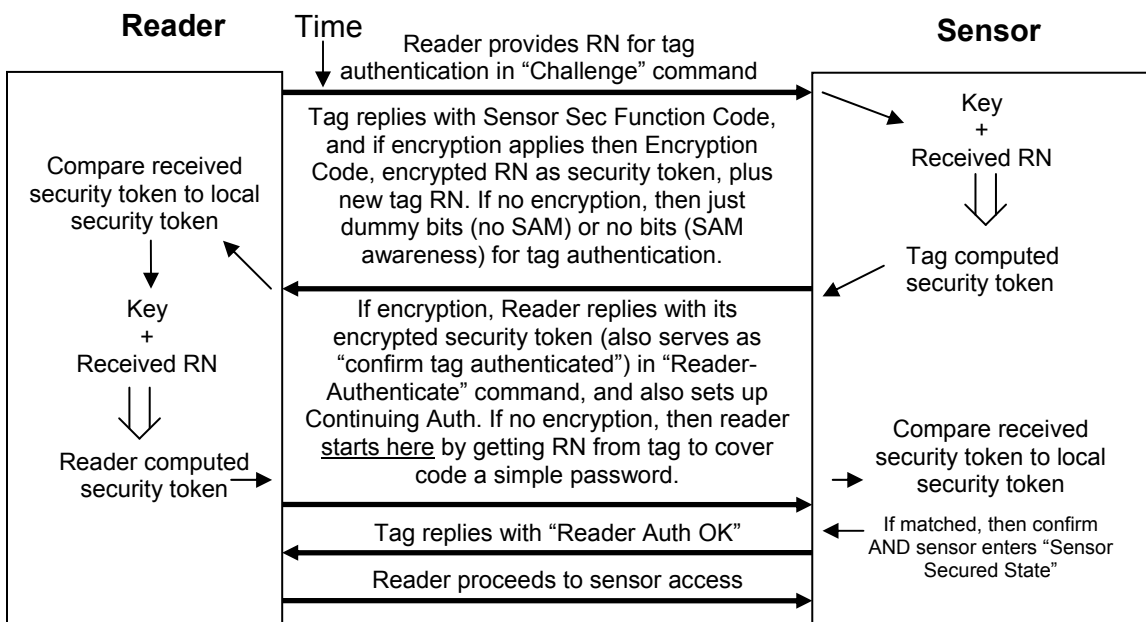 Reader
Time
Sensor
Reader provides RN for tag
authentication in “Challenge” command
Key
+
Received RN
Tag replies with Sensor Sec Function Code,
and if encryption applies then Encryption
Code, encrypted RN as security token, plus
new tag RN. If no encryption, then just
dummy bits (no SAM) or no bits (SAM
awareness) for tag authentication.
Tag computed
security token
Compare received
security token to local
security token
Key
+
Received RN
Reader computed
security token
If encryption, Reader replies with its
encrypted security token (also serves as
“confirm tag authenticated”) in “Reader-
Authenticate” command, and also sets up
Continuing Auth. If no encryption, then reader
starts here by getting RN from tag to cover
code a simple password.
Compare received
security token to local
security token
If matched, then confirm
AND sensor enters “Sensor
Secured State”
Tag replies with “Reader Auth OK”
Reader proceeds to sensor access